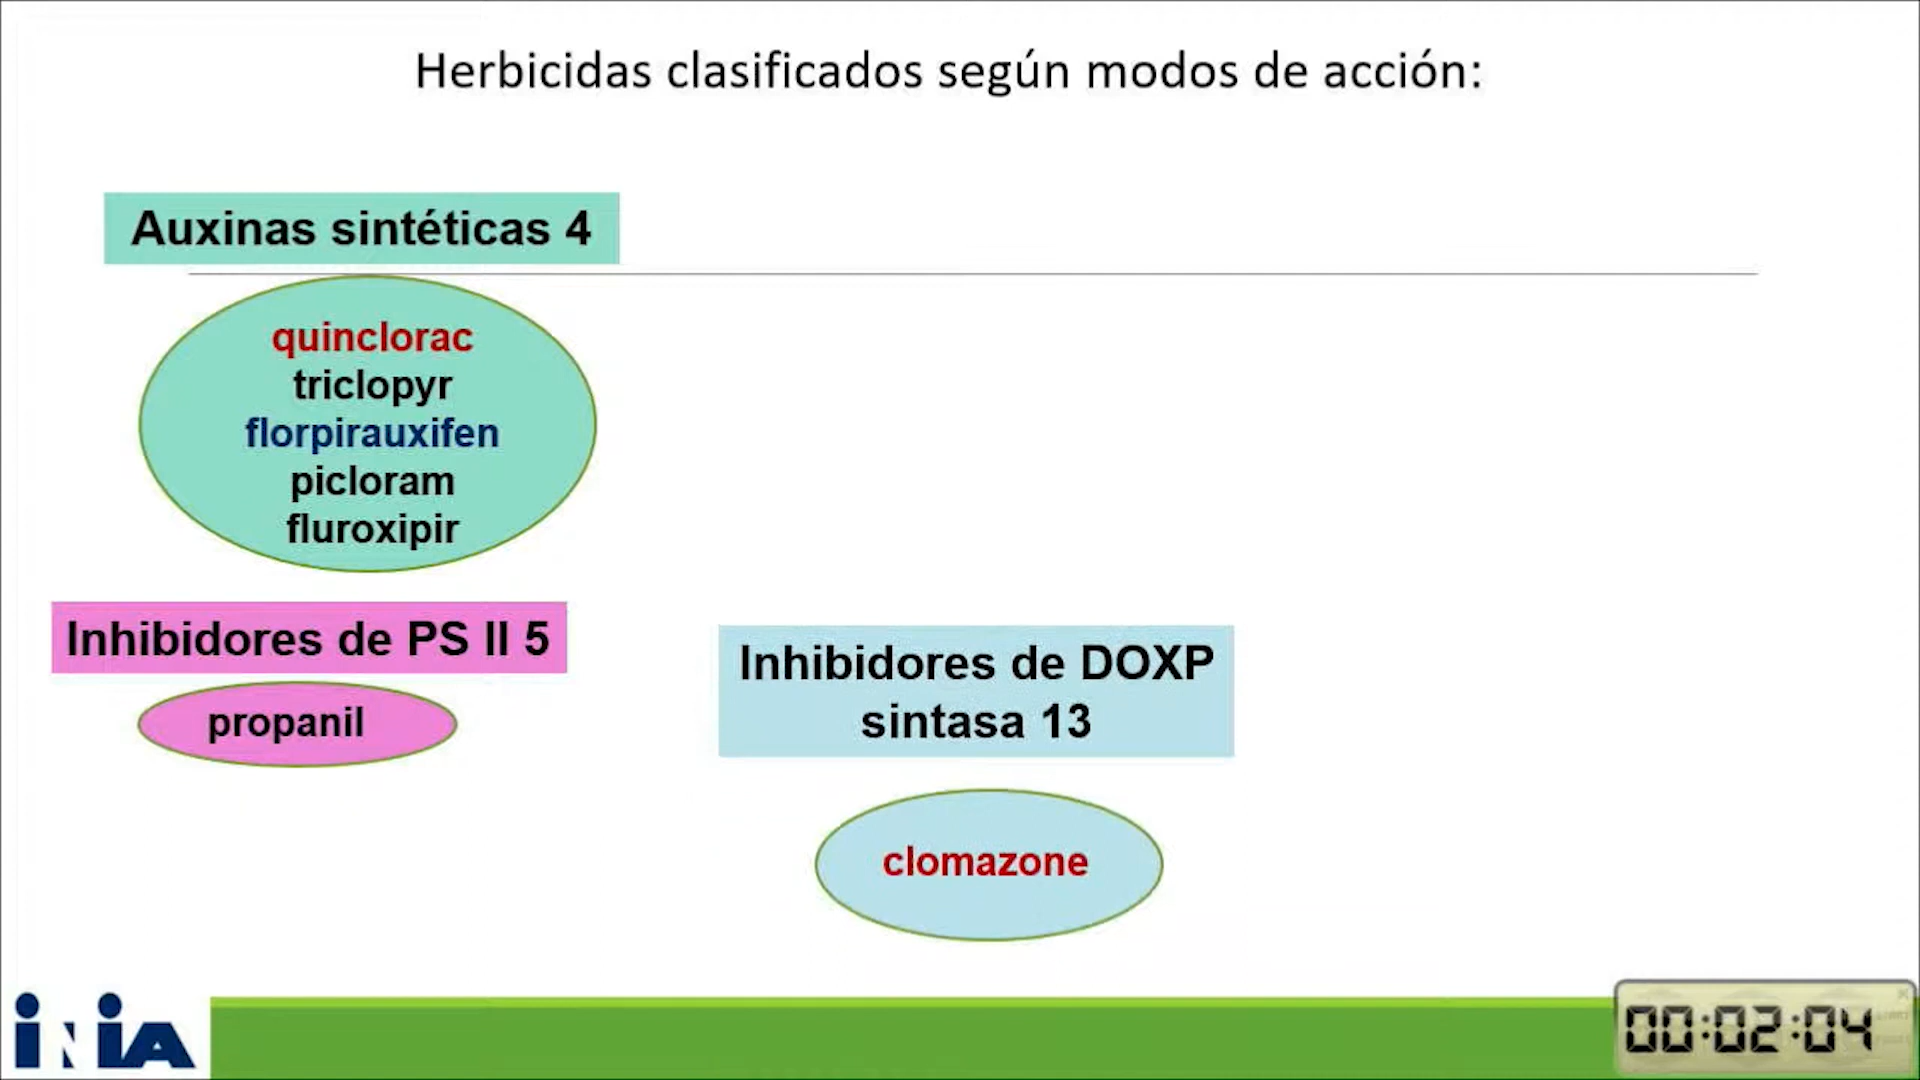 Herbicidas clasificados según modos de acción:
Auxinas sintéticas 4
quinclorac
triclopyr
florpirauxifen
picloram
fluroxipir
Inhibidores de PS II 5
propanil
Inhibidores de DOXP
sintasa 13
clomazone
iNiA
00:02:04